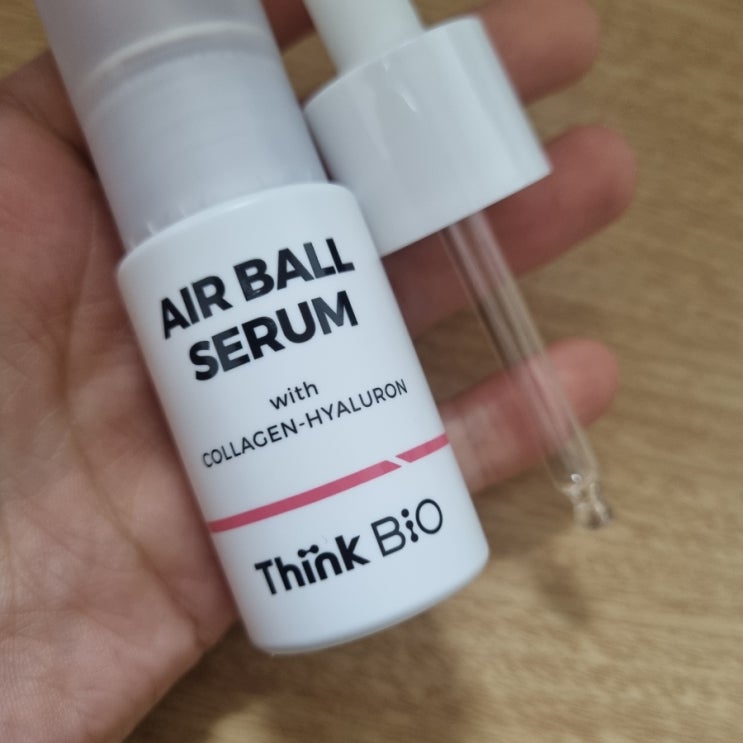 AIR BALL
SERUM
with
COLLAGEN-HYALURON
Think BiO